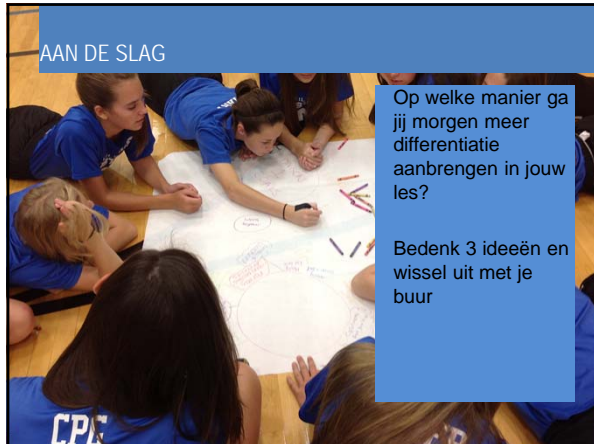 AAN DE SLAG
Op welke manier ga
jij morgen meer
differentiatie
aanbrengen in jouw
les?
Bedenk 3 ideeën en
wissel uit met je
buur